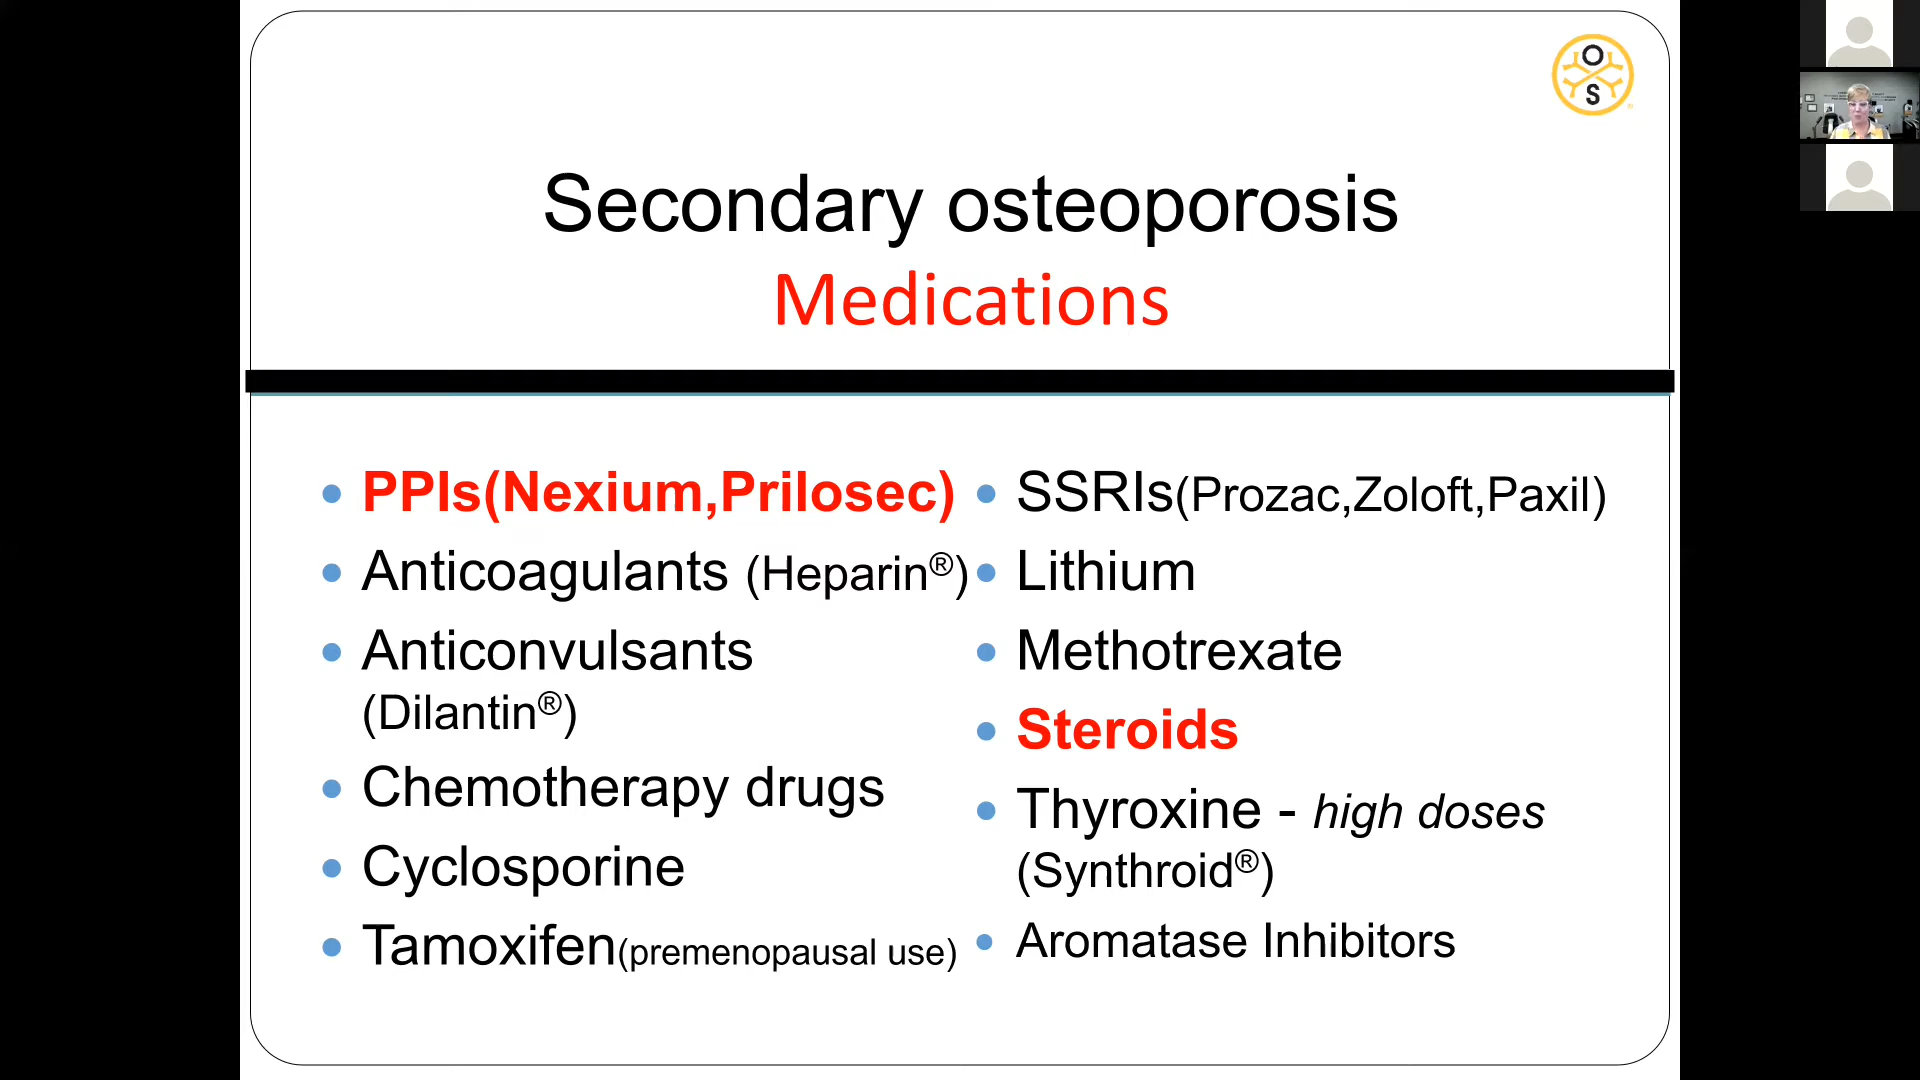 O
S
Secondary osteoporosis
Medications
• PPIs(Nexium,Prilosec)
• Anticoagulants (Heparin®)
• Anticonvulsants
(Dilantin®)
• Chemotherapy drugs
• Cyclosporine
• Tamoxifen(premenopausal use)
• SSRIs(Prozac,Zoloft,Paxil)
• Lithium
• Methotrexate
• Steroids
• Thyroxine - high doses
(Synthroid®)
• Aromatase Inhibitors